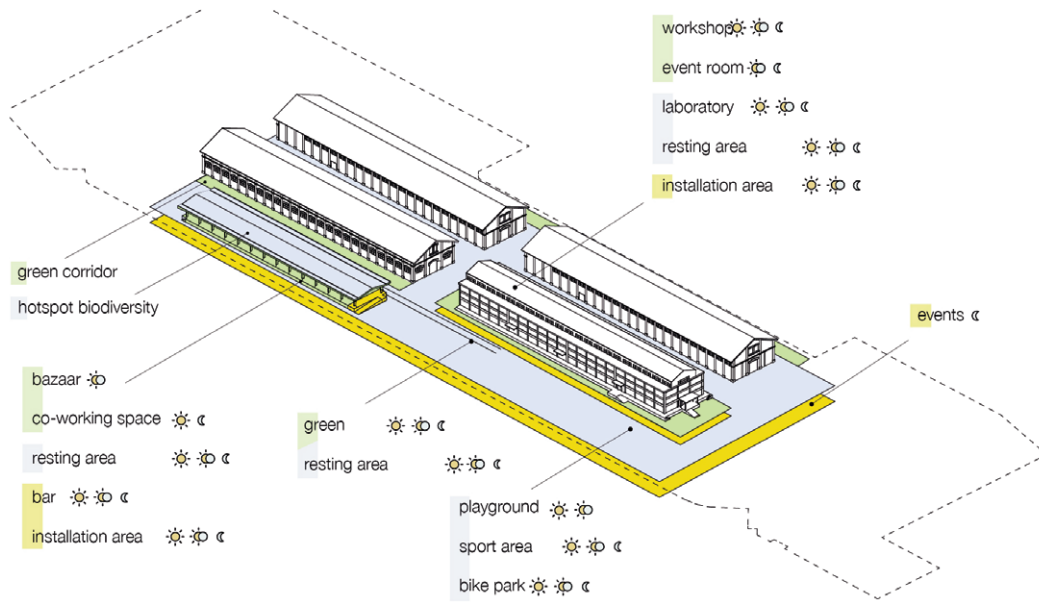 workshop
event room
laboratory
resting area
installation area
green corridor
hotspot biodiversity
events
bazaar
co-working space
resting area
bar
installation area
green
resting area
playground
sport area
bike park